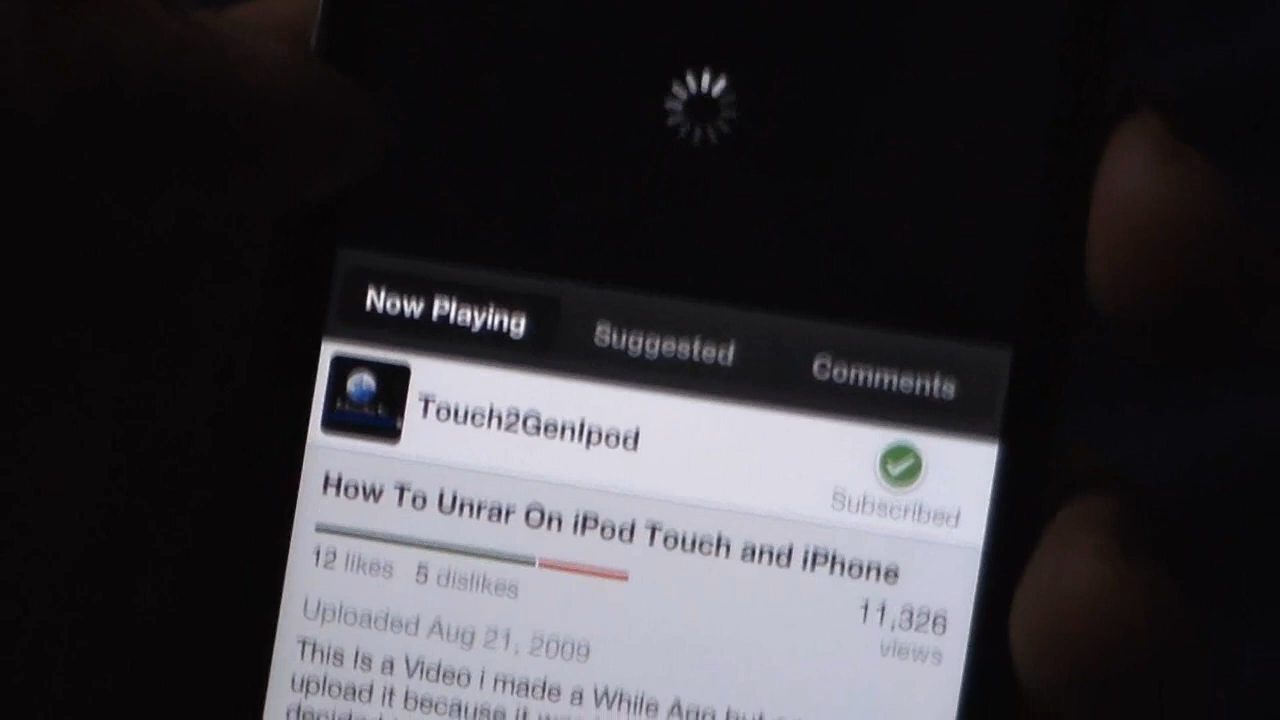 Now Playing Suggested Comments
Touch2GenIpod
Subscribed
How To Unrar On iPod Touch and iPhone
12 likes 5 dislikes
11,326
views
Uploaded Aug 21, 2009
This Is a Video i made a While Ago but
upload it because it